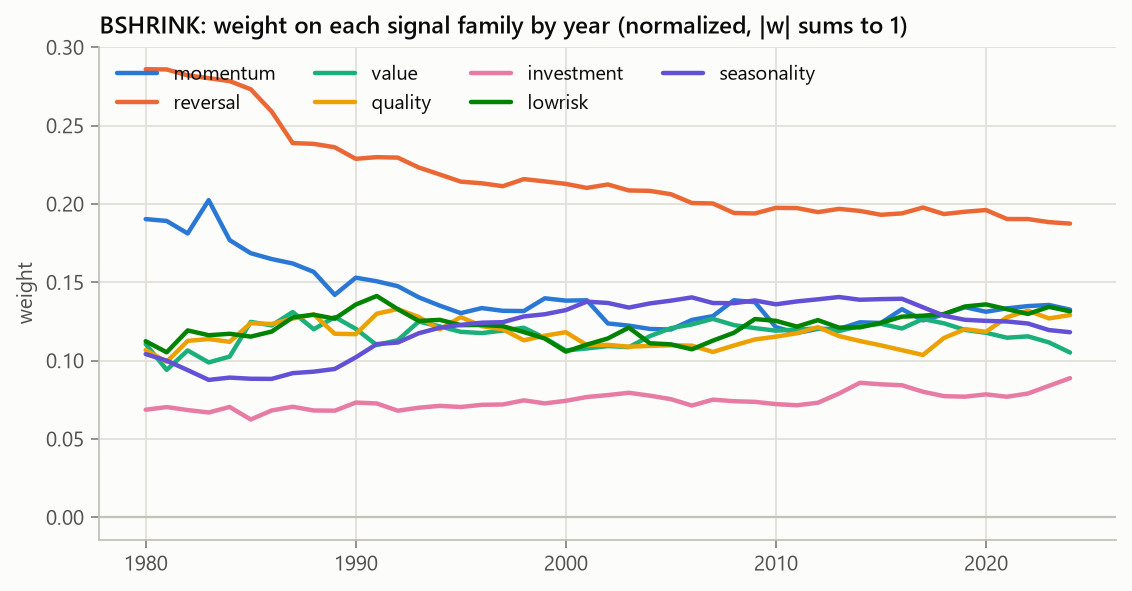 BSHRINK: weight on each signal family by year (normalized, |w| sums to 1)
momentum value investment seasonality
reversal quality lowrisk
weight
0.30
0.25
0.20
0.15
0.10
0.05
0.00
1980 1990 2000 2010 2020